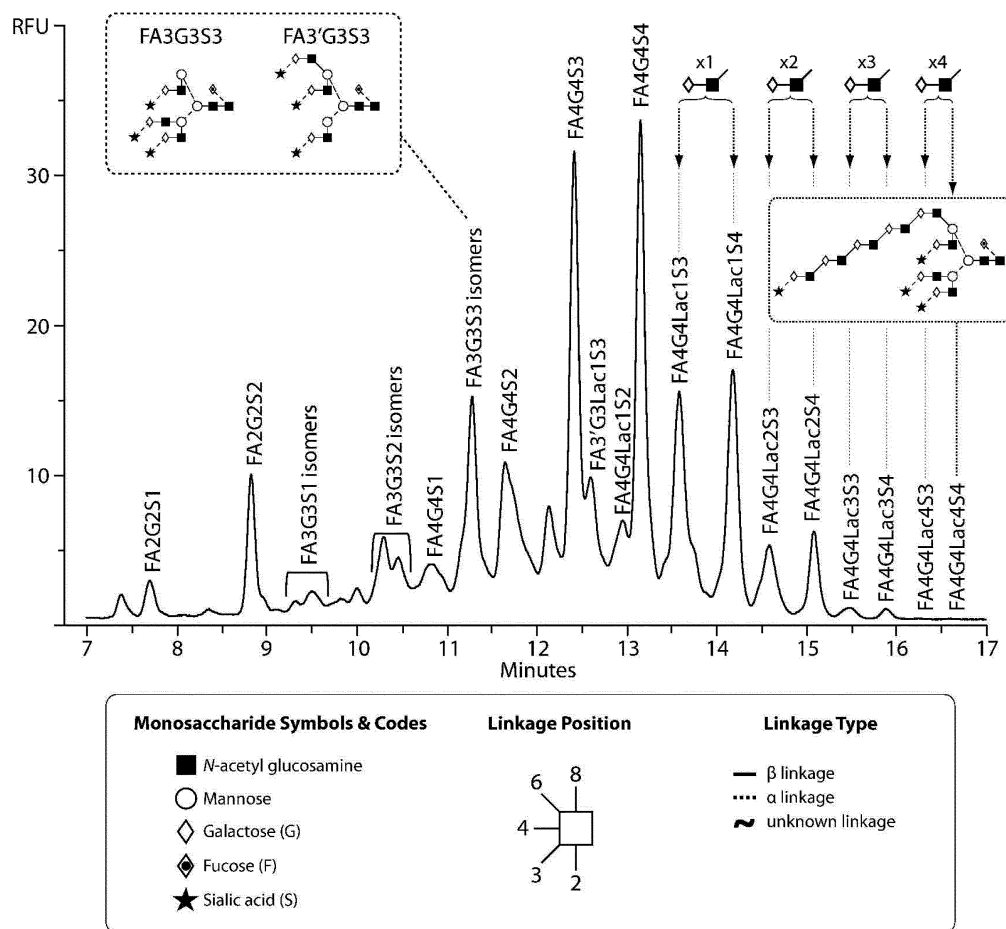 RFU
FA3G3S3
FA3'G3S3
x1
x2
x3
x4
FA2G2S1
FA2G2S2
FA3G3S1 isomers
FA3G3S2 isomers
FA4G4S1
FA3G3S3 isomers
FA4G4S2
FA4G4S3
FA3'G3Lac1S3
FA4G4Lac1S2
FA4G4S4
FA4G4Lac1S3
FA4G4Lac1S4
FA4G4Lac2S3
FA4G4Lac2S4
FA4G4Lac3S3
FA4G4Lac3S4
FA4G4Lac4S3
FA4G4Lac4S4
30
20
10
7 8 9 10 11 12 13 14 15 16 17
Minutes
Monosaccharide Symbols & Codes
N-acetyl glucosamine
Mannose
Galactose (G)
Fucose (F)
Sialic acid (S)
Linkage Position
6 8
4
3 2
Linkage Type
β linkage
α linkage
unknown linkage